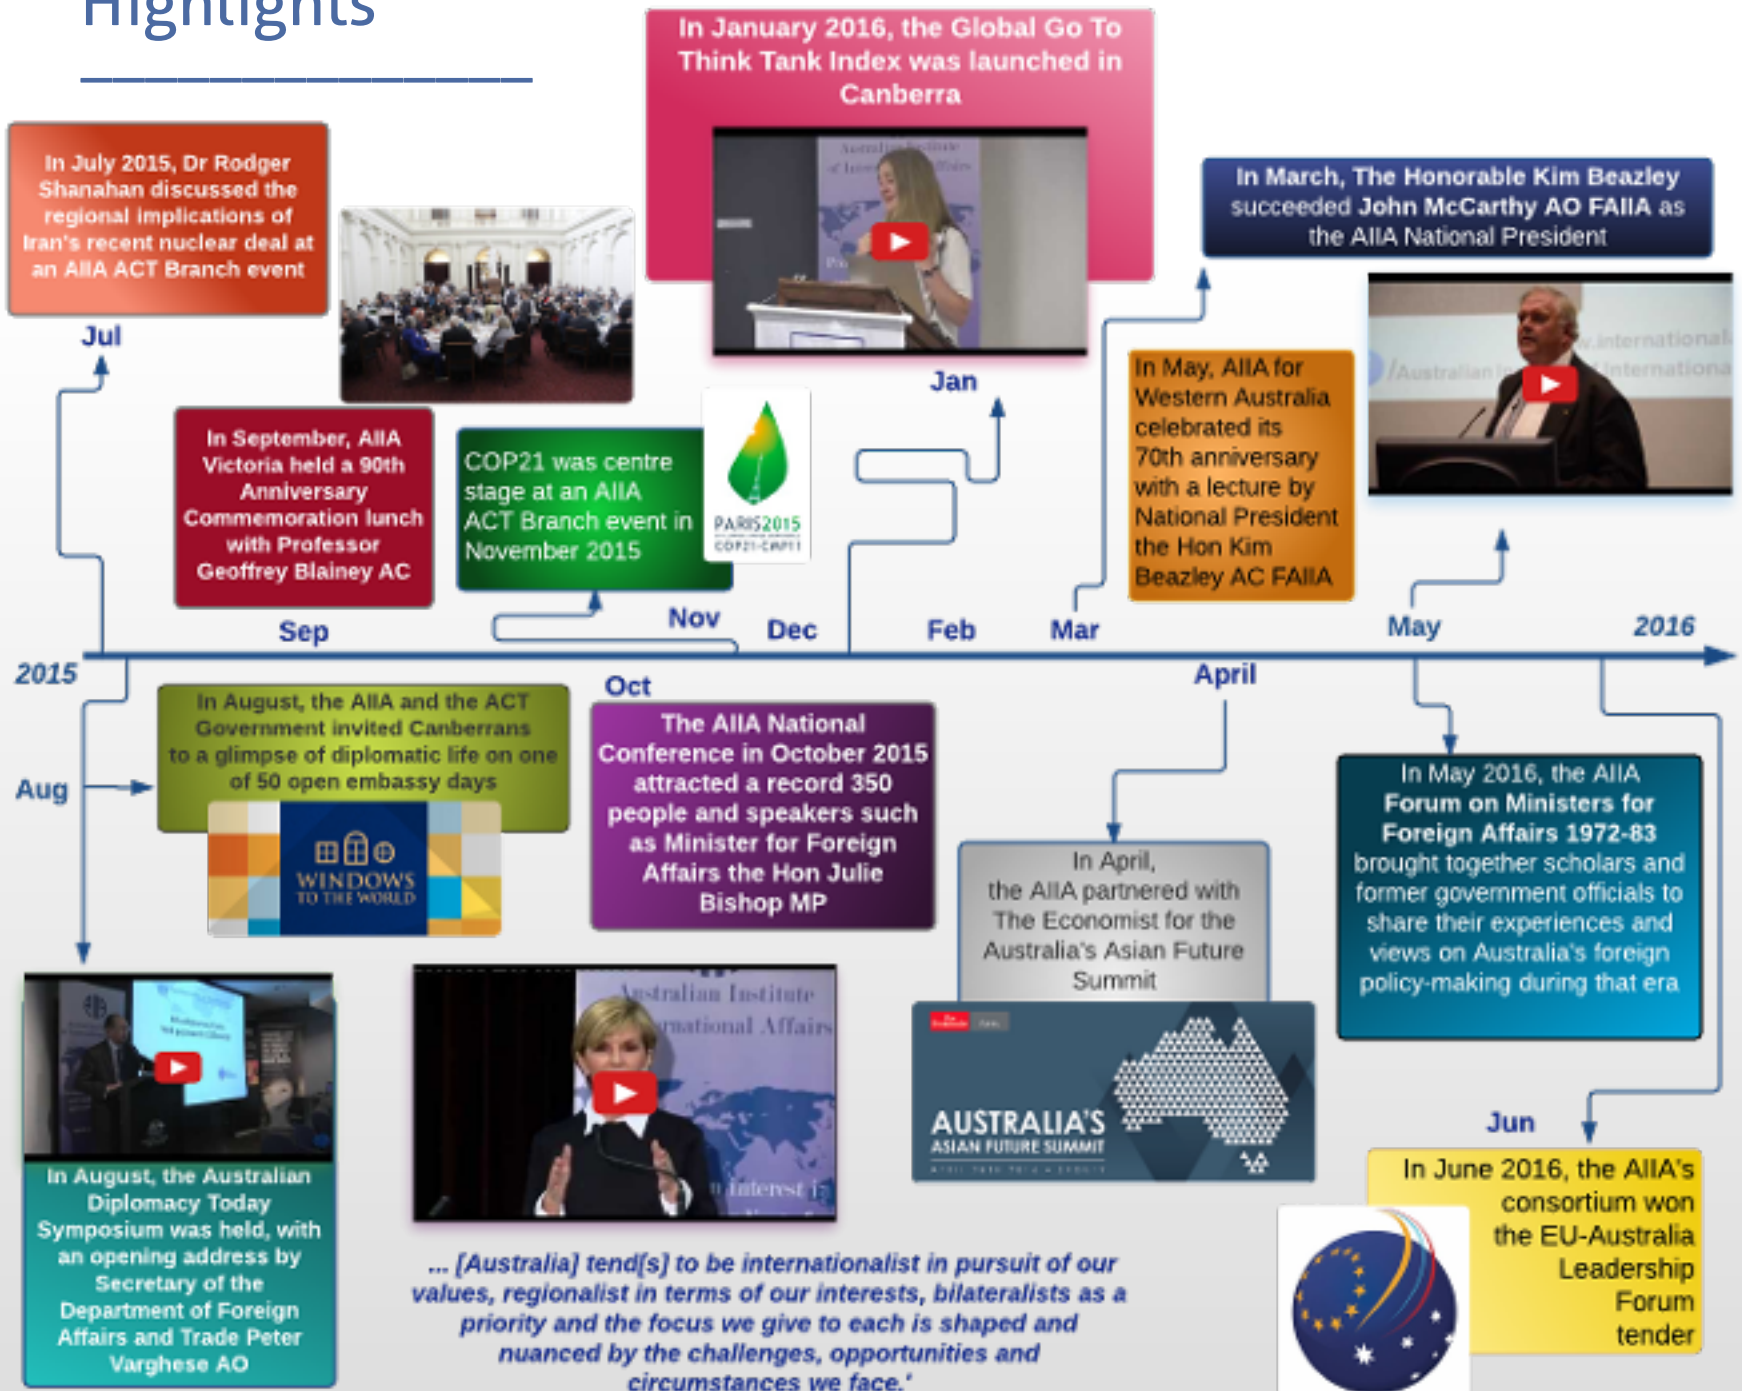 Highlights
In January 2016, the Global Go To
Think Tank Index was launched in
Canberra
In July 2015, Dr Rodger
Shanahan discussed the
regional implications of
Iran's recent nuclear deal at
an AIIA ACT Branch event
Jul
In March, The Honorable Kim Beazley
succeeded John McCarthy AO FAIIA as
the AIIA National President
Australian Institute
w.international
/Australian
International
Jan
In May, AIIA for
Western Australia
celebrated its
70th anniversary
with a lecture by
National President
the Hon Kim
Beazley AC FAIIA
In September, AIIA
Victoria held a 90th
Anniversary
Commemoration lunch
with Professor
Geoffrey Blainey AC
COP21 was centre
stage at an AIIA
ACT Branch event in
November 2015
PARIS2015
COP21·CMP11
Sep
Nov
Dec
Feb
Mar
May
2016
2015
Oct
April
In August, the AIIA and the ACT
Government invited Canberrans
to a glimpse of diplomatic life on one
of 50 open embassy days
Aug
WINDOWS
TO THE WORLD
The AIIA National
Conference in October 2015
attracted a record 350
people and speakers such
as Minister for Foreign
Affairs the Hon Julie
Bishop MP
In April,
the AIIA partnered with
The Economist for the
Australia's Asian Future
Summit
In May 2016, the AIIA
Forum on Ministers for
Foreign Affairs 1972-83
brought together scholars and
former government officials to
share their experiences and
views on Australia's foreign
policy-making during that era
Australian Institute
rnational Affairs
n Interest i
AUSTRALIA'S
ASIAN FUTURE SUMMIT
In August, the Australian
Diplomacy Today
Symposium was held, with
an opening address by
Secretary of the
Department of Foreign
Affairs and Trade Peter
Varghese AO
... [Australia] tend[s] to be internationalist in pursuit of our
values, regionalist in terms of our interests, bilateralists as a
priority and the focus we give to each is shaped and
nuanced by the challenges, opportunities and
circumstances we face.'
Jun
In June 2016, the AIIA's
consortium won
the EU-Australia
Leadership
Forum
tender